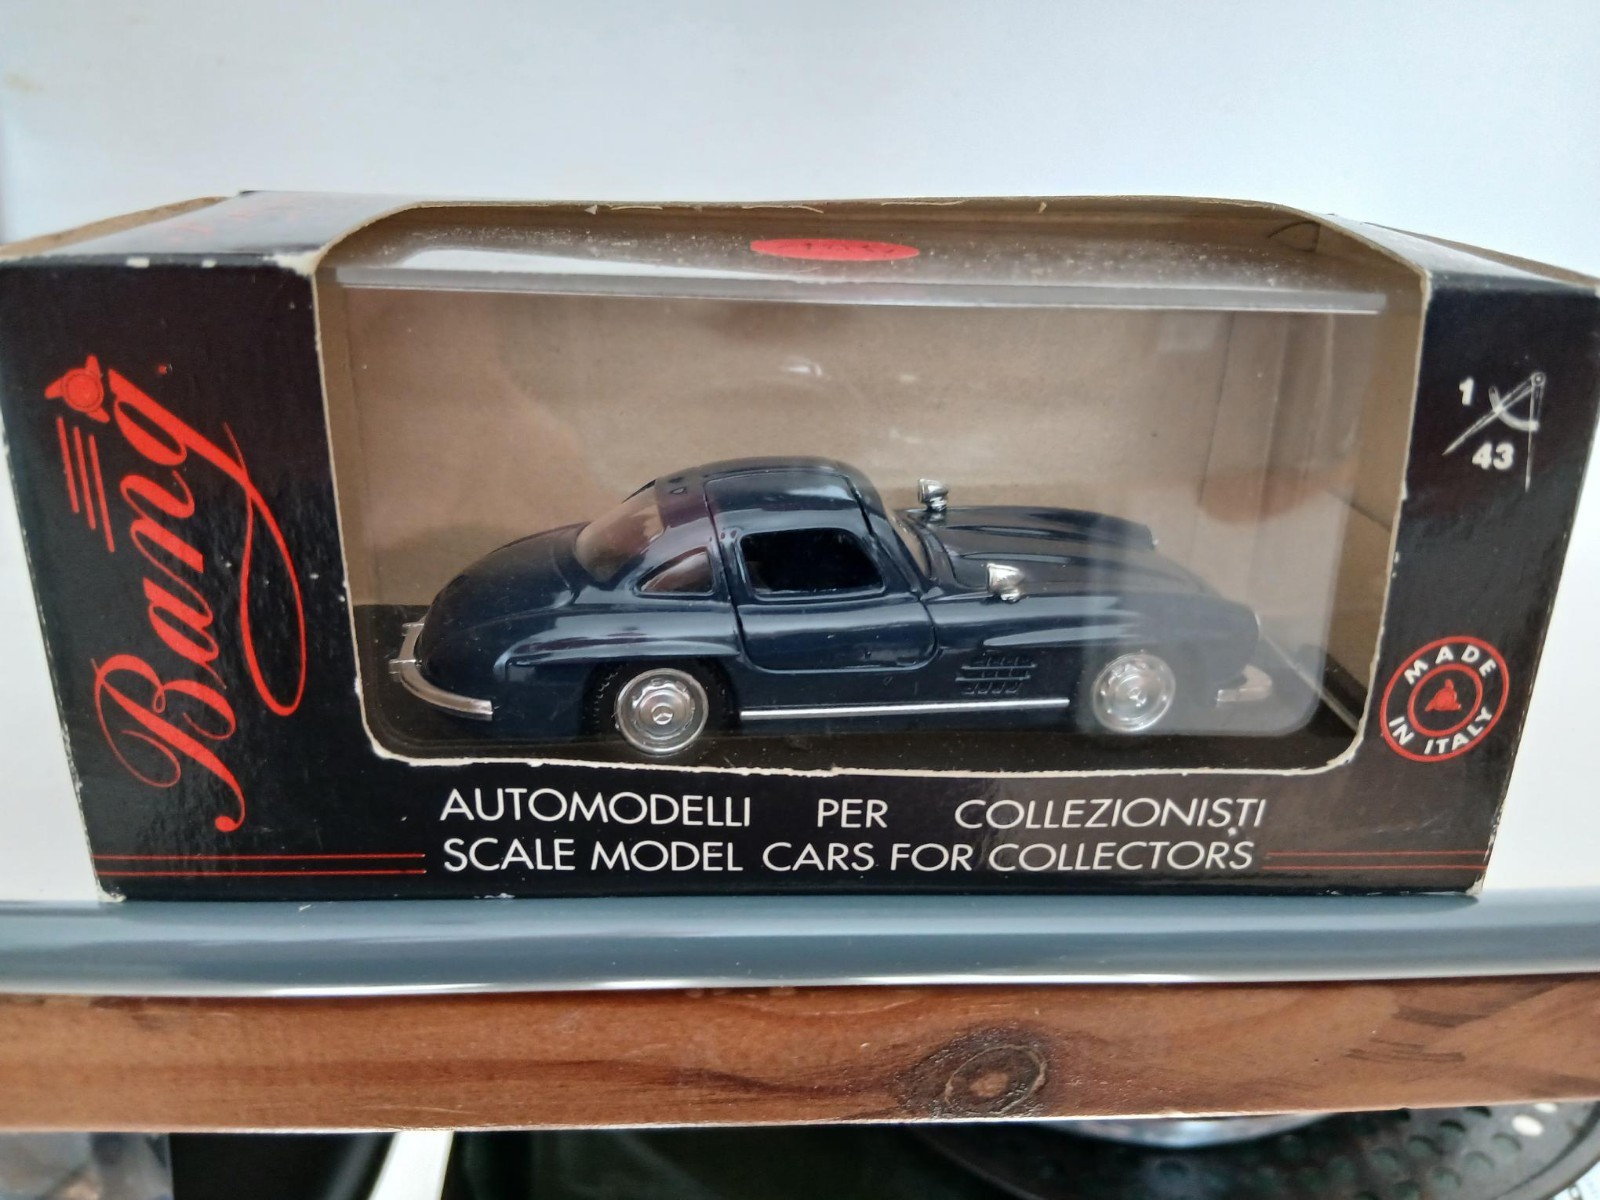 Bang
1
43
MADE
IN ITALY
AUTOMODELLI PER COLLEZIONISTI
SCALE MODEL CARS FOR COLLECTORS